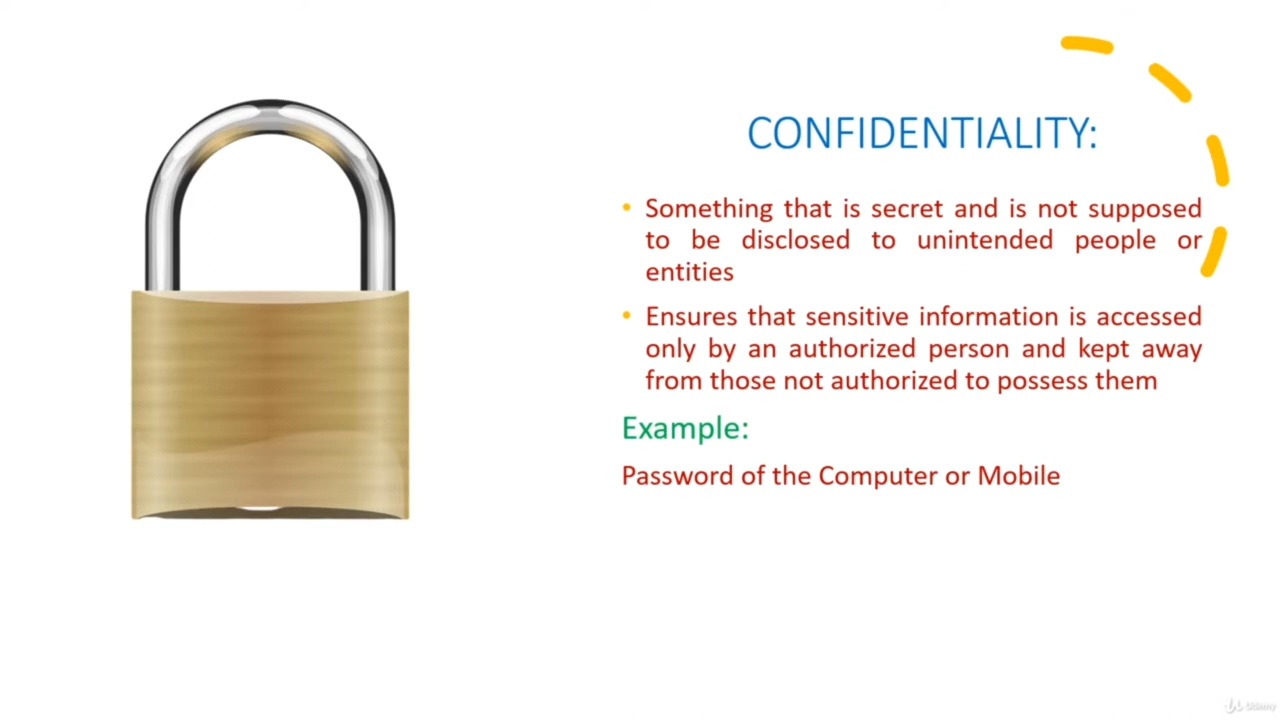 CONFIDENTIALITY:
• Something that is secret and is not supposed
to be disclosed to unintended people or
entities
• Ensures that sensitive information is accessed
only by an authorized person and kept away
from those not authorized to possess them
Example:
Password of the Computer or Mobile
Udemy